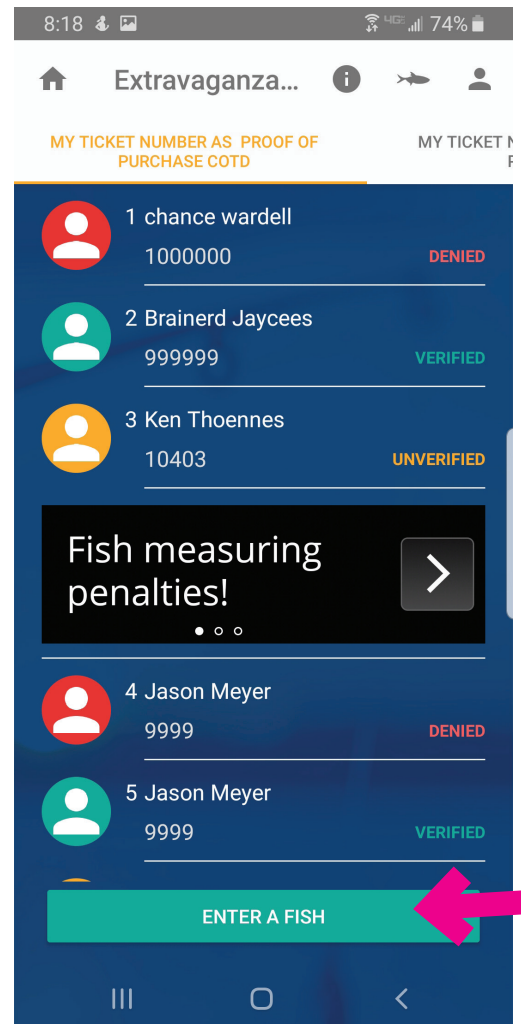 8:18 4GE 74%
Extravaganza...
MY TICKET NUMBER AS PROOF OF
PURCHASE COTD
MY TICKET N
P
1 chance wardell
1000000 DENIED
2 Brainerd Jaycees
999999 VERIFIED
3 Ken Thoennes
10403 UNVERIFIED
Fish measuring
penalties!
4 Jason Meyer
9999 DENIED
5 Jason Meyer
9999 VERIFIED
ENTER A FISH